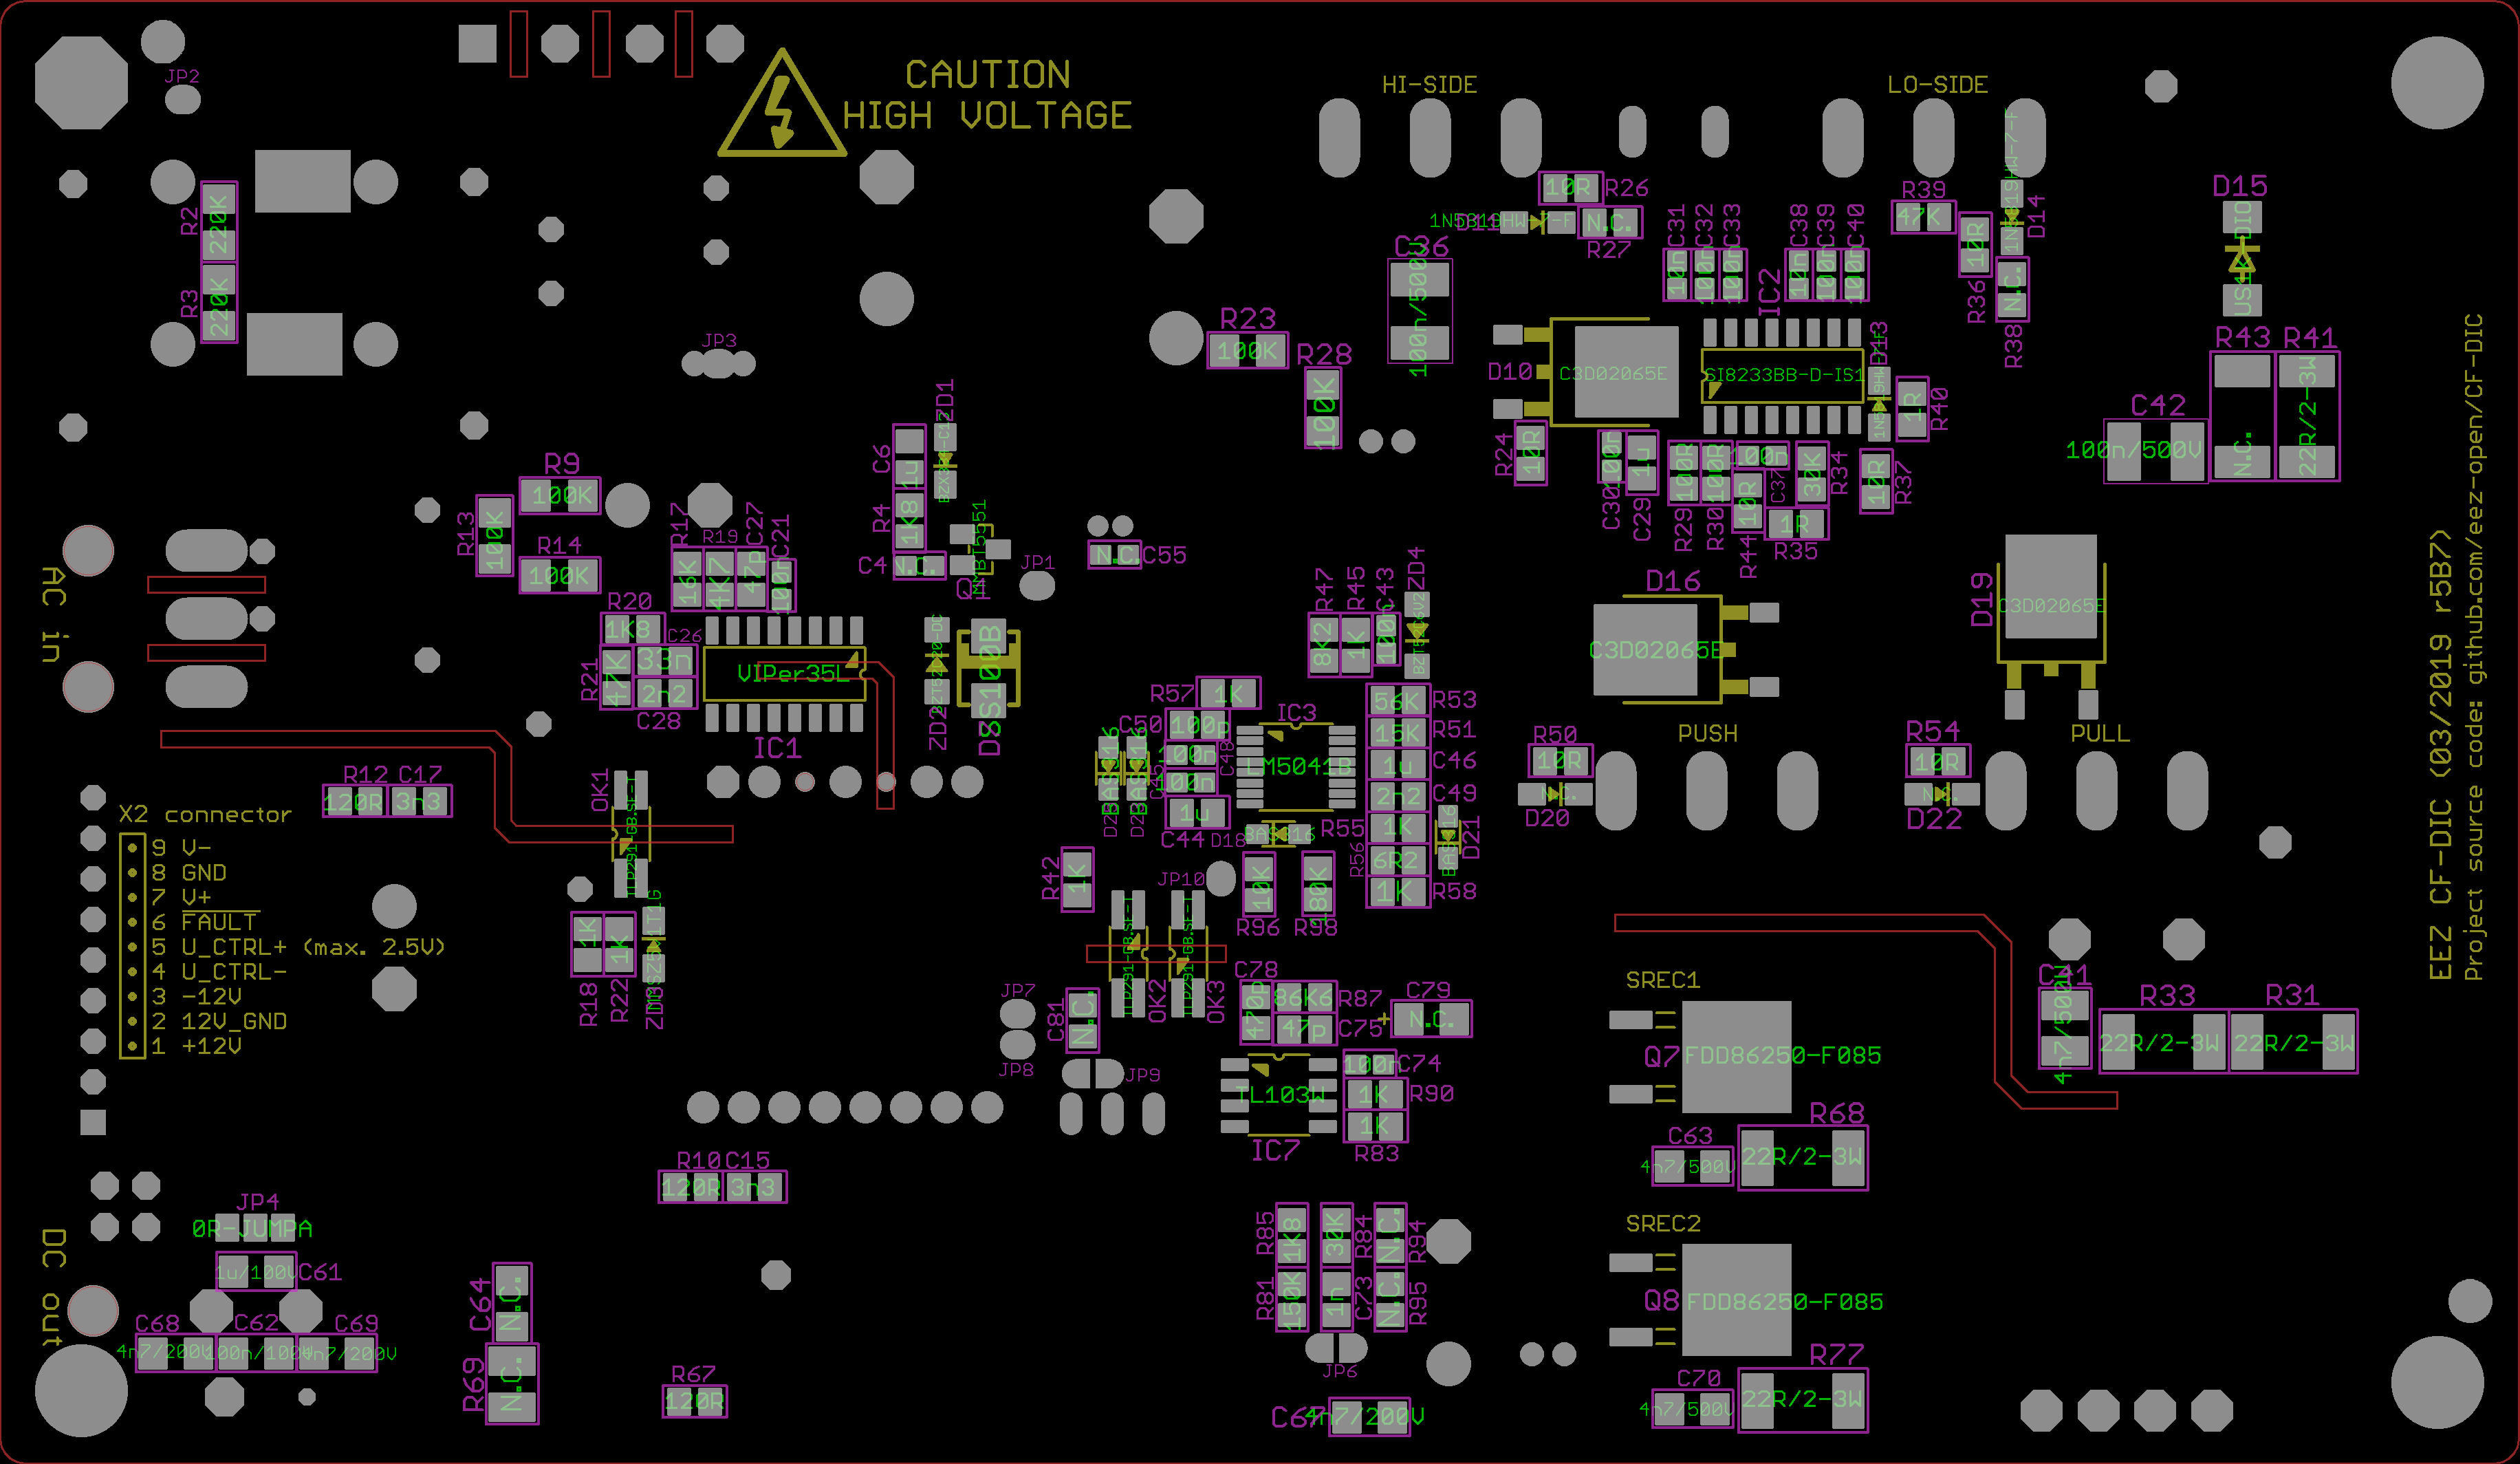 JP2
CAUTION
HIGH VOLTAGE
HI-SIDE
LO-SIDE
10R
R26
N.C.
R27
R39
47K
D14
10R
R36
N.C.
R38
D15
R2
220K
R3
220K
JP3
R23
100K
R28
100K
C36
100n/500V
C31
C32
C33
10n
100n
100n
IC2
C38
C39
C40
10n
100n
100n
D10
C3D02065E
SI8233BB-D-IS1
D13
1R
R40
R43
R41
N.C.
22R/2-3W
C42
100n/500V
R24
10R
C30
100n
C29
1u
R29
100R
R30
100R
R44
10R
100n
C37
30K
R34
1R
R35
10R
R37
ZD1
C6
1u
R4
1K8
C4
N.C.
Q1
JP1
N.C.
C55
R9
100K
R13
100K
R14
100K
R17
R19
C27
C21
16K
4K7
47p
100n
R20
1K8
C26
33n
R21
47K
2n2
C28
VIPer35L
IC1
ZD2
SS100B
AC in
R47
R45
C43
ZD4
8K2
1K
100n
R57
1K
C50
100p
C48
100n
100n
1u
C44
D18
IC3
LM5041B
56K
R53
15K
R51
1u
C46
2n2
C49
1K
R55
6R2
R56
1K
R58
D21
D16
C3D02065E
D19
C3D02065E
PUSH
PULL
R50
10R
N.C.
D20
R54
10R
N.C.
D22
EEZ CF-DIC (03/2019 r5B7)
Project source code: github.com/eez-open/CF-DIC
R12
C17
120R
3n3
OK1
X2 connector
9 V-
8 GND
7 V+
6 FAULT
5 U_CTRL+ (max. 2.5V)
4 U_CTRL-
3 -12V
2 12V_GND
1 +12V
R18
1K
R22
1K
R42
1K
JP10
10K
R96
180K
R98
OK2
OK3
JP7
JP8
C81
N.C.
JP9
C78
470p
86K6
R87
47p
C75
C79
N.C.
100n
C74
TL103W
IC7
1K
R90
1K
R83
SREC1
Q7
FDD86250-F085
C41
4n7/500V
R33
22R/2-3W
R31
22R/2-3W
C63
4n7/500V
R68
22R/2-3W
SREC2
Q8
FDD86250-F085
C70
4n7/500V
R77
22R/2-3W
R10
C15
120R
3n3
JP4
0R-JUMPA
1u/100V
C61
DC out
C68
C62
C69
4n7/200V
100n/100V
4n7/200V
C64
N.C.
R69
N.C.
R67
120R
R85
1K8
30K
R84
N.C.
R94
R81
150K
1n
C73
N.C.
R95
JP6
C67
4n7/200V